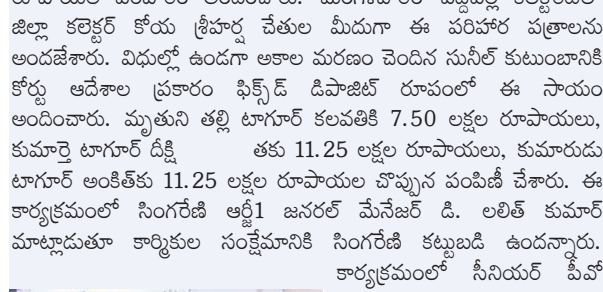 జిల్లా కలెక్టర్ కోయ శ్రీహర్ష చేతుల మీదుగా ఈ పరిహార పత్రాలను
అందజేశారు. విధుల్లో ఉండగా అకాల మరణం చెందిన సునీల్ కుటుంబానికి
కోర్టు ఆదేశాల ప్రకారం ఫిక్స్‌డ్ డిపాజిట్ రూపంలో ఈ సాయం
అందించారు. మృతుని తల్లి టాగూర్ కలవతికి 7.50 లక్షల రూపాయలు,
కుమార్తె టాగూర్ దీక్షి తకు 11.25 లక్షల రూపాయలు, కుమారుడు
టాగూర్ అంకిత్‌కు 11.25 లక్షల రూపాయల చొప్పున పంపిణీ చేశారు. ఈ
కార్యక్రమంలో సింగరేణి ఆర్జీ1 జనరల్ మేనేజర్ డి. లలిత్ కుమార్
మాట్లాడుతూ కార్మికుల సంక్షేమానికి సింగరేణి కట్టుబడి ఉందన్నారు.
కార్యక్రమంలో సీనియర్ పీవో